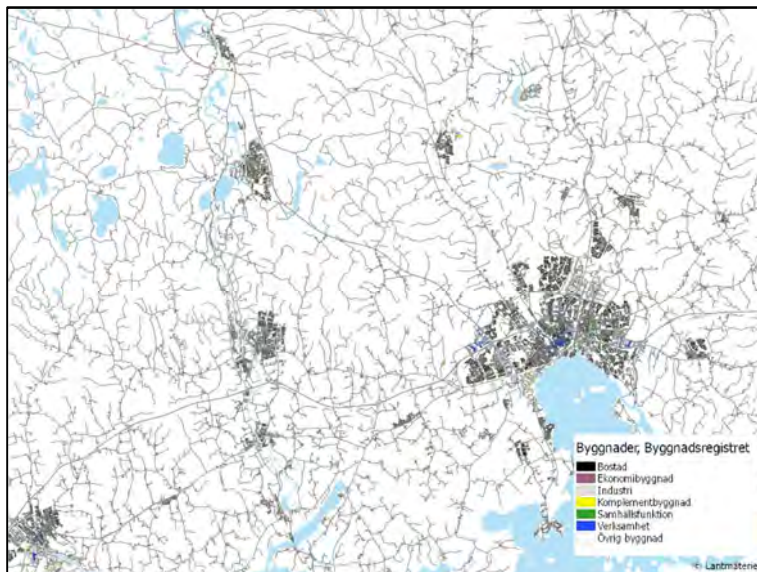 Byggnader, Byggnadsregistret
Bostad
Ekonomibyggnad
Industri
Komplementbyggnad
Samhällsfunktion
Verksamhet
Övrig byggnad
© Lantmäteriet